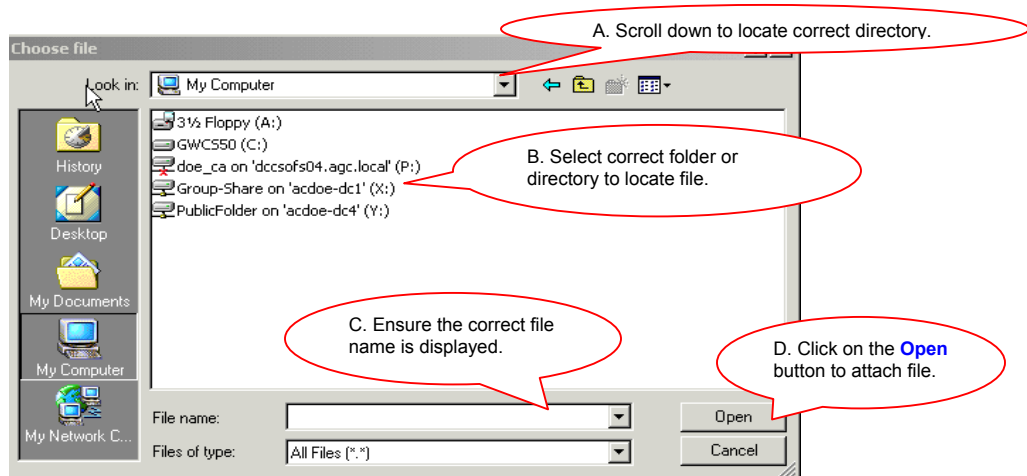 A. Scroll down to locate correct directory.
Choose file
Look in:
My Computer
3½ Floppy (A:)
GWCS50 (C:)
doe_ca on 'dccsofs04.agc.local' (P:)
Group-Share on 'acdoe-dc1' (X:)
PublicFolder on 'acdoe-dc4' (Y:)
B. Select correct folder or
directory to locate file.
History
Desktop
My Documents
My Computer
My Network C...
C. Ensure the correct file
name is displayed.
D. Click on the Open
button to attach file.
File name:
Open
Files of type:
All Files (*.*)
Cancel